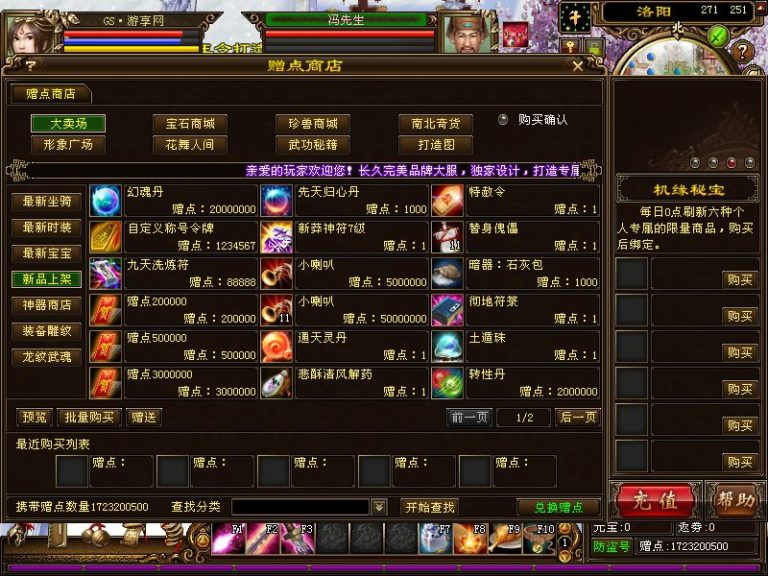 GS·游享网
冯先生
洛阳 271 251
北
赠点商店
赠点商店
大卖场 宝石商城 珍兽商城 南北奇货 购买确认
形象广场 花舞人间 武功秘籍 打造图
亲爱的玩家欢迎您!长久完美品牌大服，独家设计，打造专属
最新坐骑
最新时装
最新宝宝
新品上架
神器商店
装备雕纹
龙纹武魂
幻魂丹
赠点：20000000
先天归心丹
赠点：1000
特赦令
赠点：1
自定义称号令牌
赠点：1234567
新莽神符7级
赠点：1
11
替身傀儡
赠点：1
九天洗炼符
赠点：88888
小喇叭
赠点：5000000
暗器：石灰包
赠点：1000
赠点200000
赠点：200000
11
小喇叭
赠点：50000000
彻地符箓
赠点：1
赠点500000
赠点：500000
通天灵丹
赠点：1
土遁珠
赠点：1
赠点3000000
赠点：3000000
悲酥清风解药
赠点：1
转性丹
赠点：2000000
预览 批量购买 赠送 前一页 1/2 后一页
最近购买列表
赠点： 赠点： 赠点： 赠点： 赠点：
携带赠点数量1723200500 查找分类 开始查找 兑换赠点
机缘秘宝
每日0点刷新六种个
人专属的限量商品，购买
后绑定。
购买
购买
购买
购买
购买
购买
充值 帮助
F1 F2 F3 F7 F8 F9 F10
1
元宝:0 返券:0
防盗号 赠点:1723200500